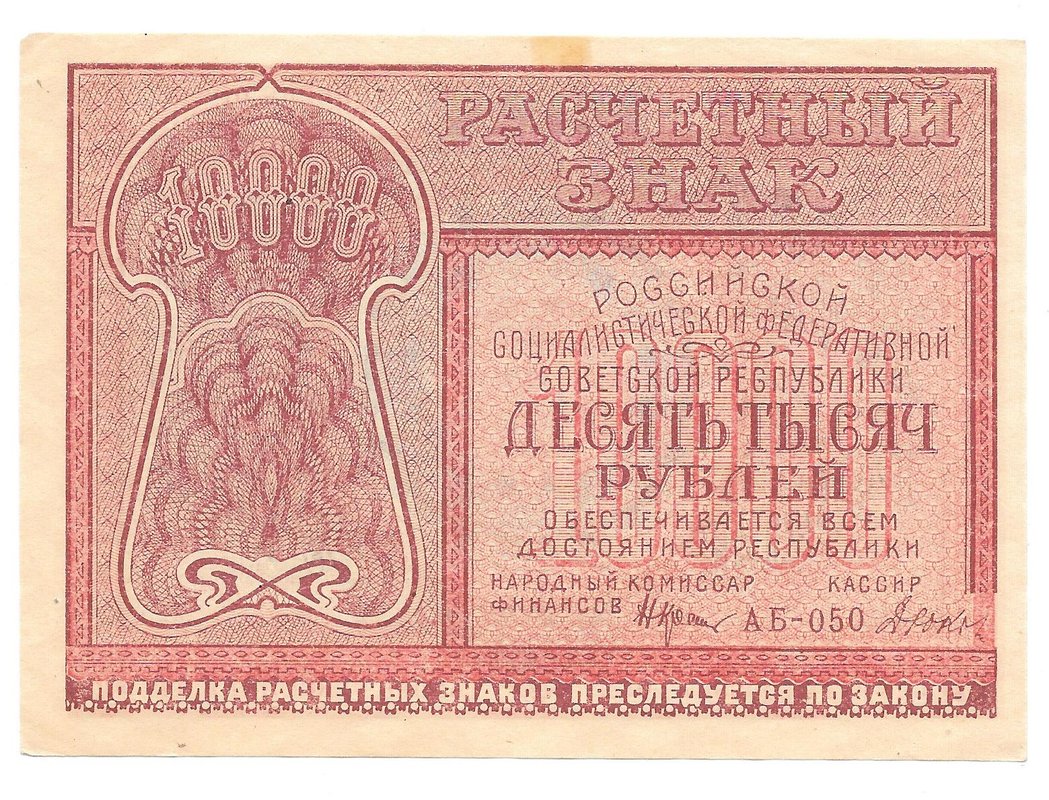 10000
РАСЧЕТНЫЙ
ЗНАК
РОССИЙСКОЙ
СОЦИАЛИСТИЧЕСКОЙ ФЕДЕРАТИВНОЙ
СОВЕТСКОЙ РЕСПУБЛИКИ
ДЕСЯТЬ ТЫСЯЧ
РУБЛЕЙ
10000
ОБЕСПЕЧИВАЕТСЯ ВСЕМ
ДОСТОЯНИЕМ РЕСПУБЛИКИ
НАРОДНЫЙ КОМИССАР КАССИР
ФИНАНСОВ АБ-050
ПОДДЕЛКА РАСЧЕТНЫХ ЗНАКОВ ПРЕСЛЕДУЕТСЯ ПО ЗАКОНУ.